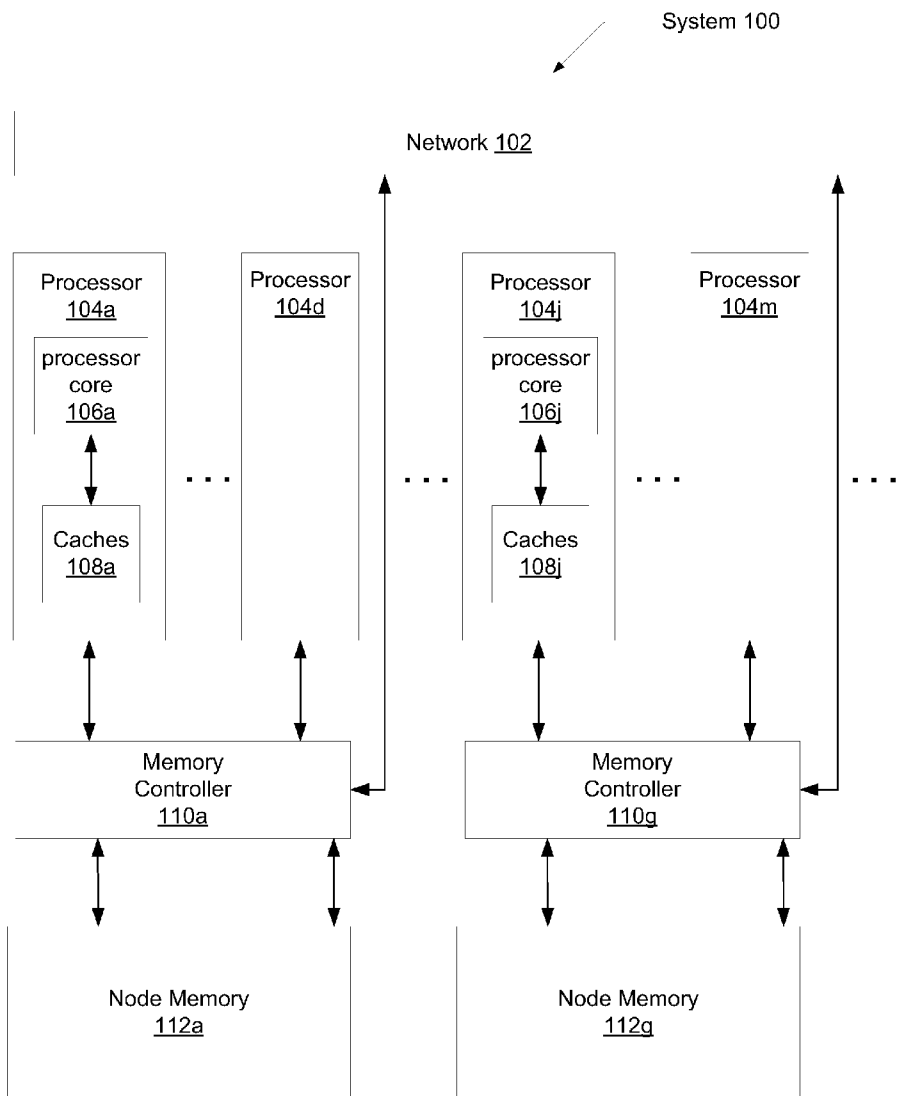 System 100
Network 102
Processor
104a
Processor
104d
Processor
104j
Processor
104m
processor
core
106a
processor
core
106j
. . .
. . .
. . .
. . .
Caches
108a
Caches
108j
Memory
Controller
110a
Memory
Controller
110g
Node Memory
112a
Node Memory
112g